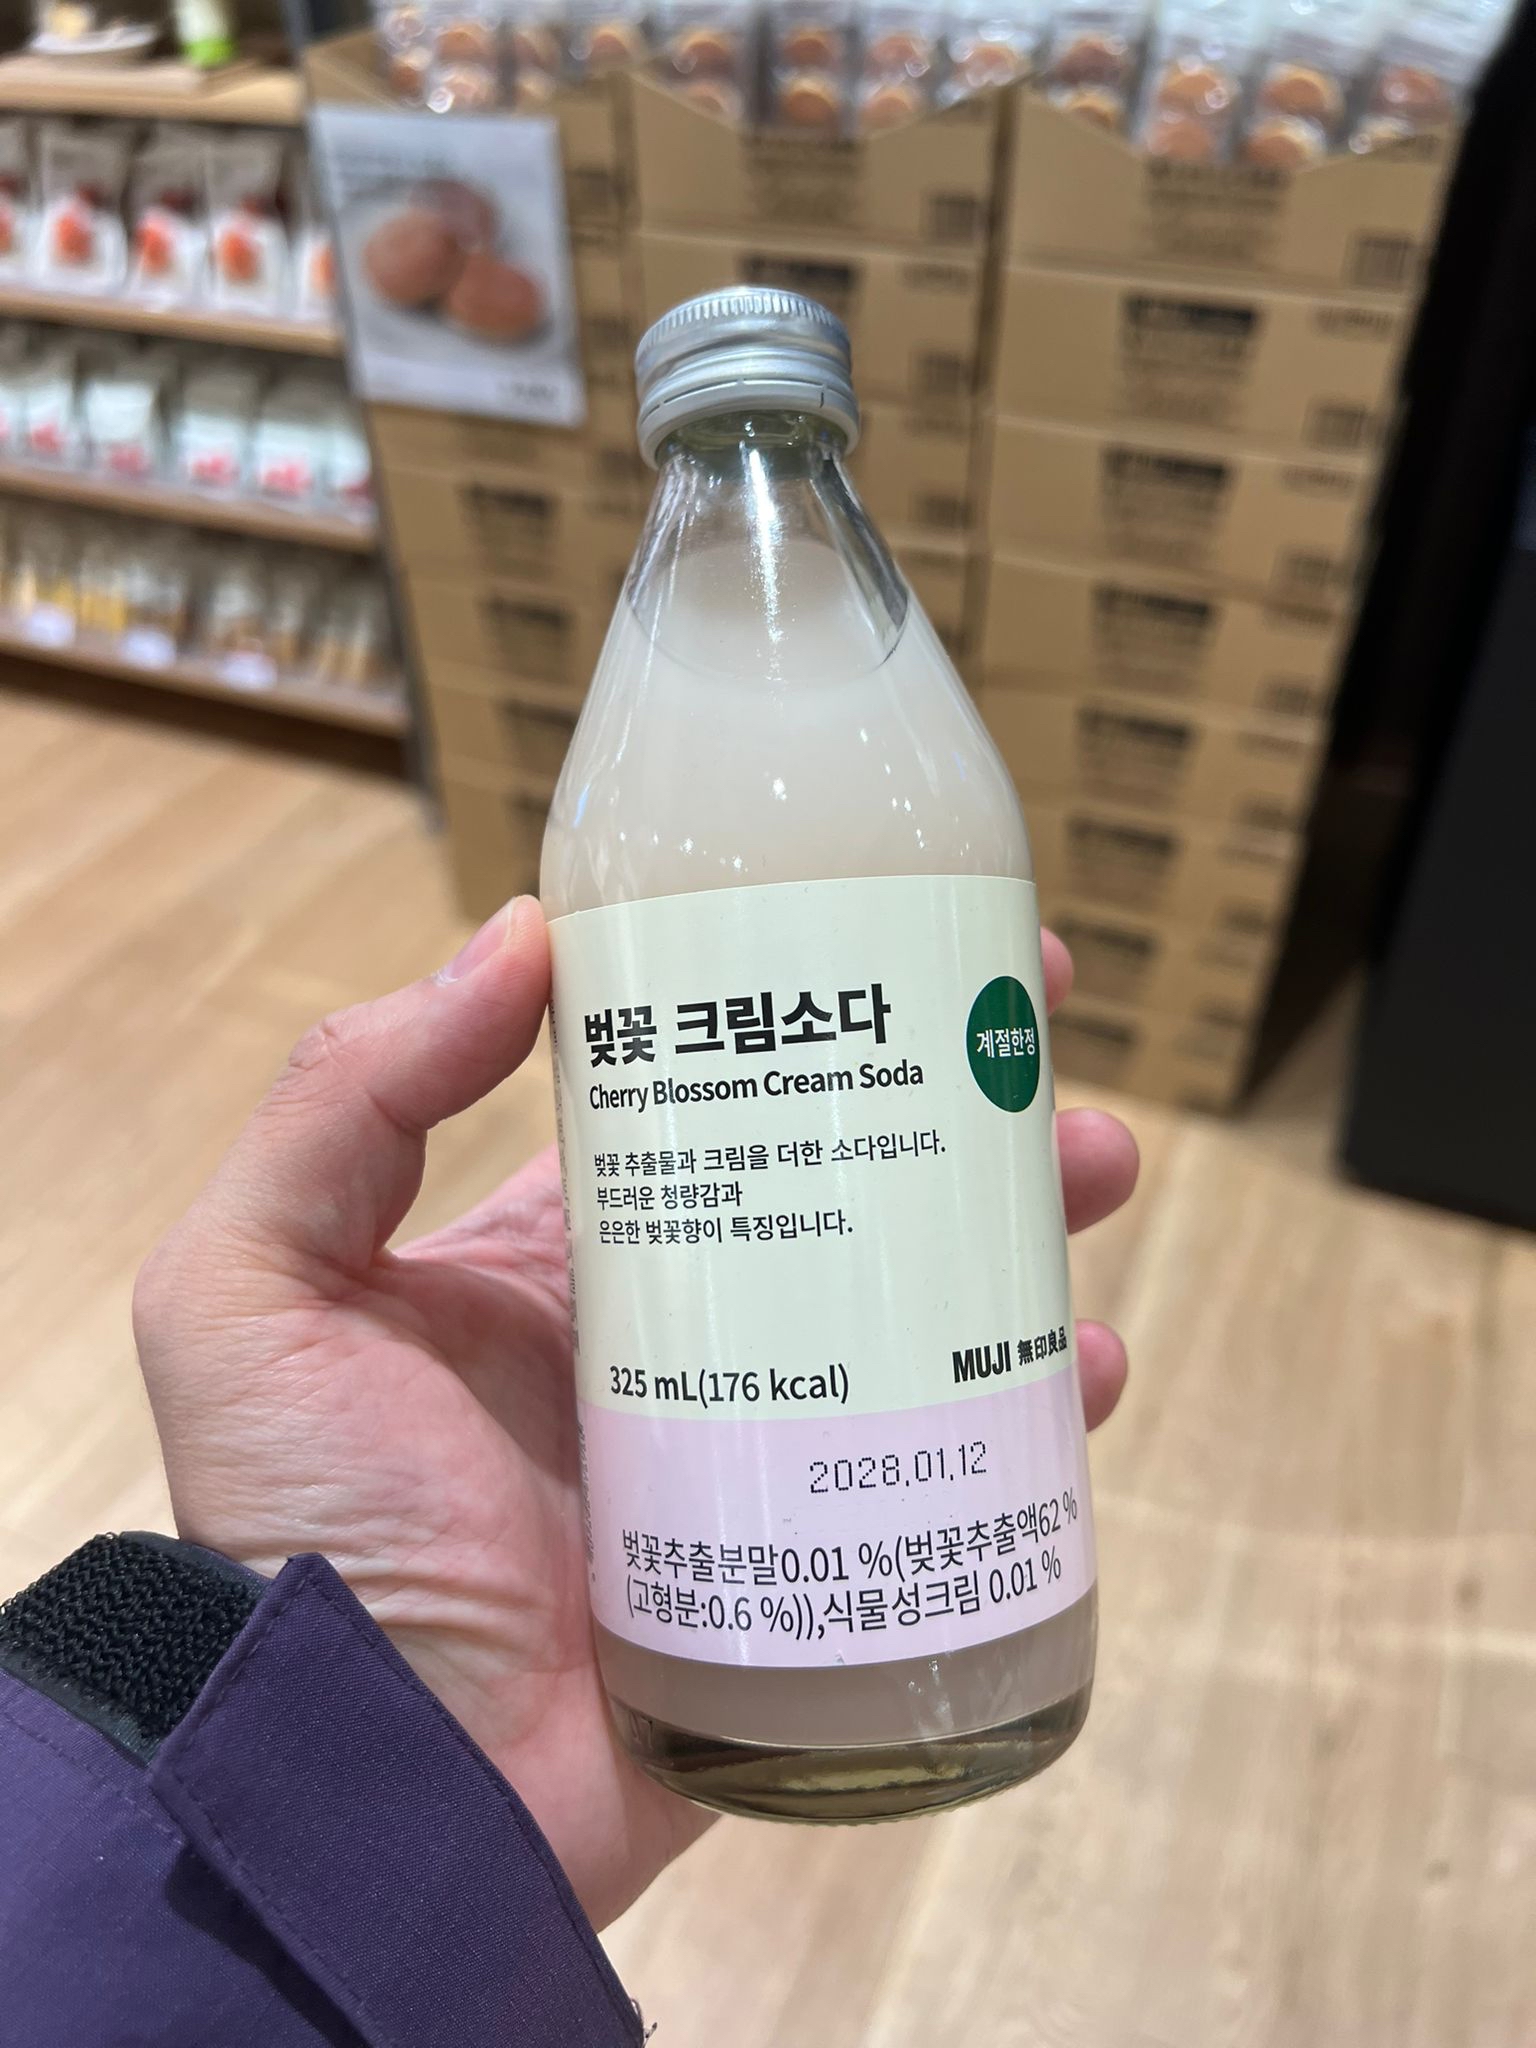 벚꽃 크림소다
Cherry Blossom Cream Soda
계절한정
벚꽃 추출물과 크림을 더한 소다입니다.
부드러운 청량감과
은은한 벚꽃향이 특징입니다.
325 mL(176 kcal)
MUJI 無印良品
2028.01.12
벚꽃추출분말0.01 %(벚꽃추출액62 %
(고형분:0.6 %)),식물성크림 0.01 %